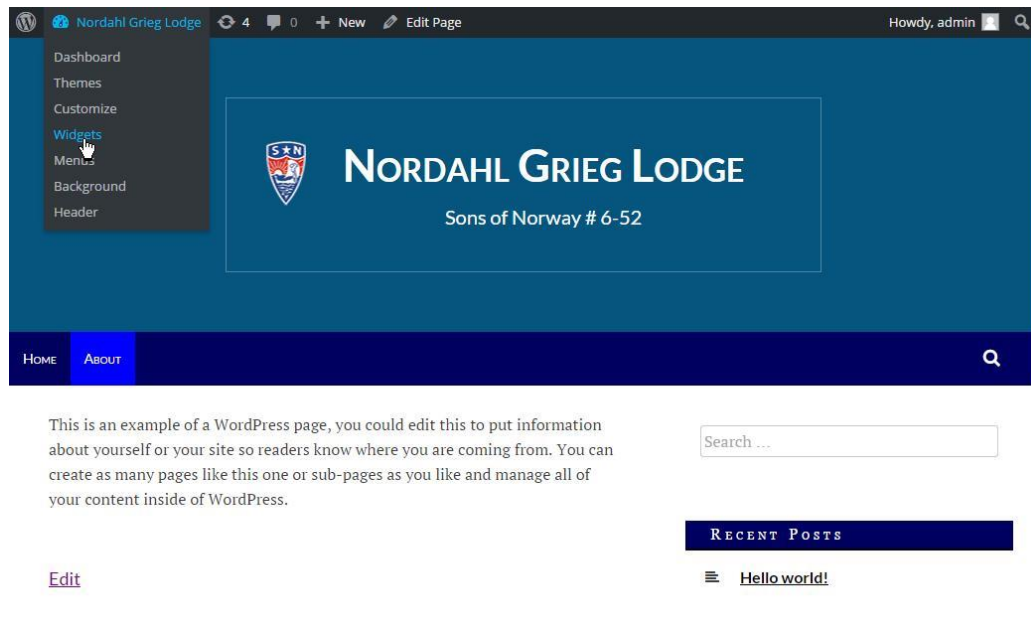 Nordahl Grieg Lodge 4 0 New Edit Page Howdy, admin
Dashboard
Themes
Customize
Widgets
Menus
Background
Header
S N
NORDAHL GRIEG LODGE
Sons of Norway # 6-52
HOME ABOUT
This is an example of a WordPress page, you could edit this to put information
about yourself or your site so readers know where you are coming from. You can
create as many pages like this one or sub-pages as you like and manage all of
your content inside of WordPress.
Edit
Search ...
RECENT POSTS
Hello world!